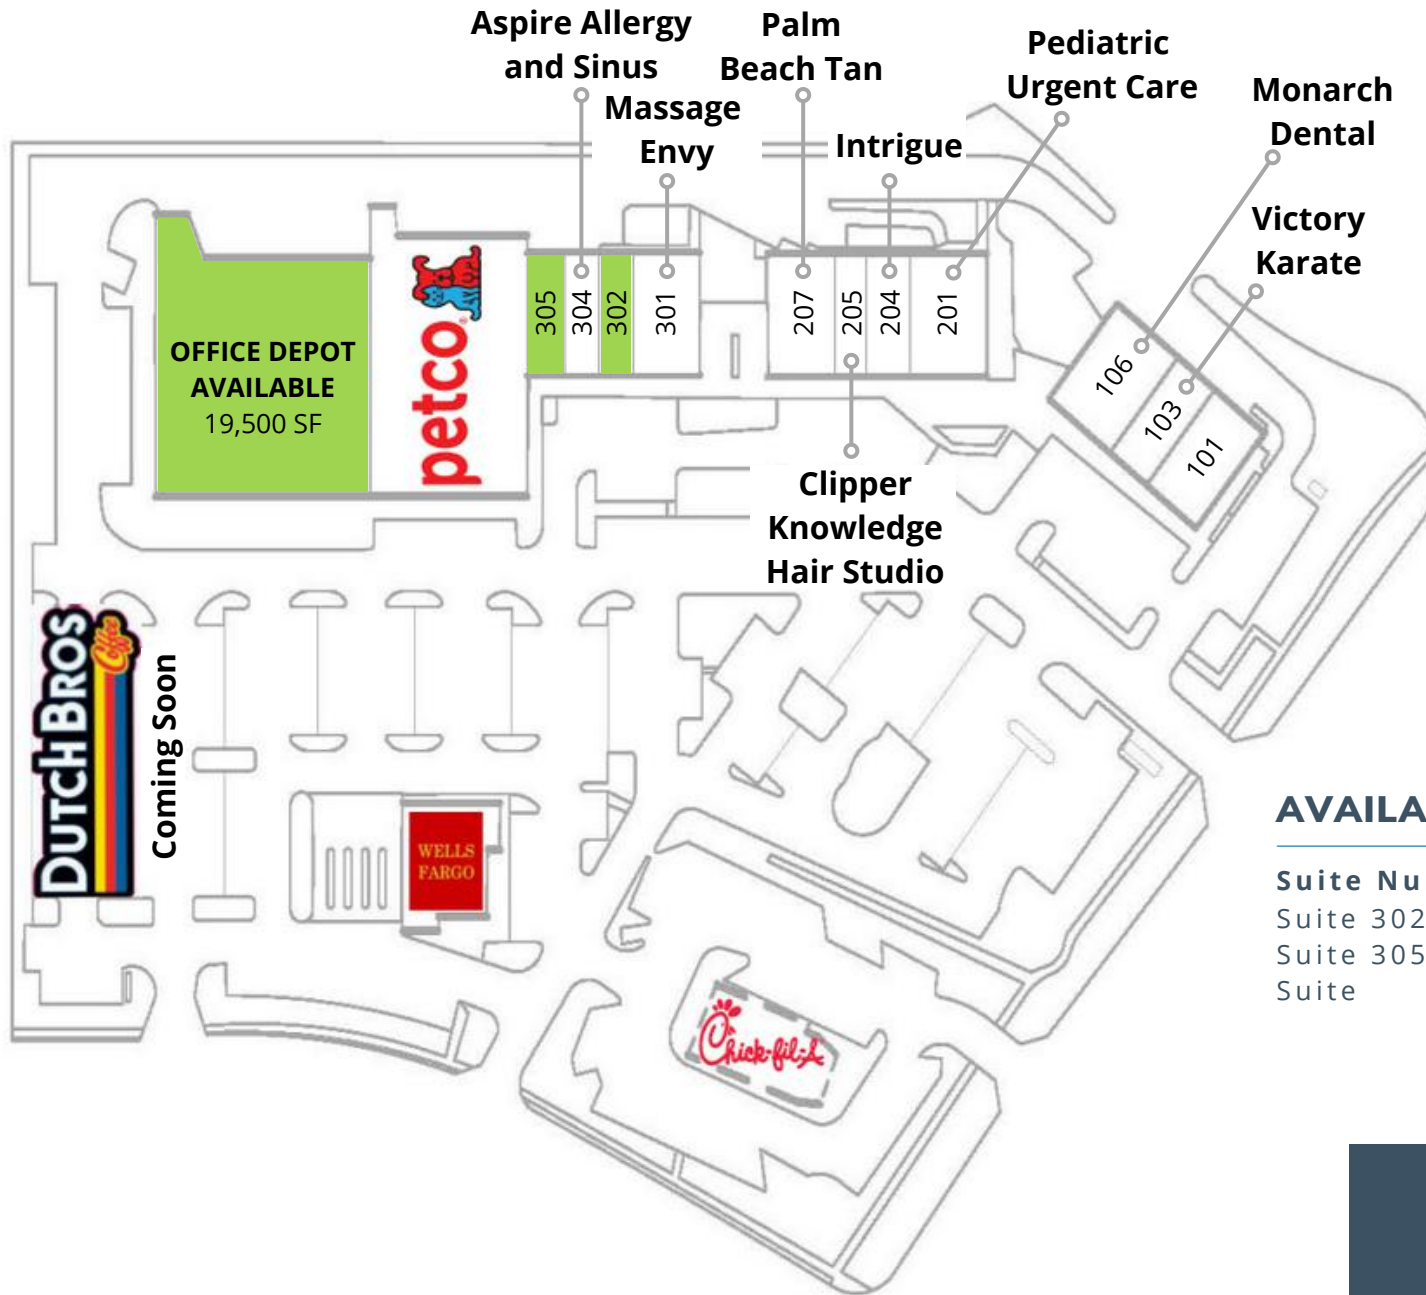 Aspire Allergy
and Sinus
Massage
Envy
Palm
Beach Tan
Intrigue
Pediatric
Urgent Care
Monarch
Dental
Victory
Karate
OFFICE DEPOT
AVAILABLE
19,500 SF
petco
305
304
302
301
207
205
204
201
106
103
101
Clipper
Knowledge
Hair Studio
DUTCH BROS
Coffee
Coming Soon
WELLS
FARGO
Chick-fil-A
AVAILA
Suite Nu
Suite 302
Suite 305
Suite